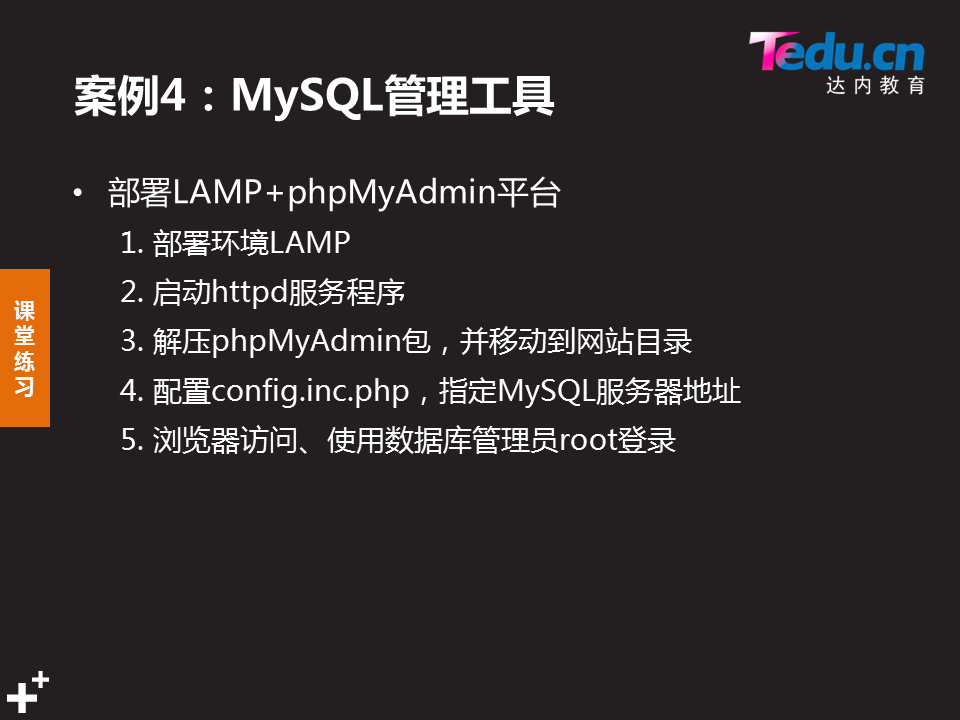 Tedu.cn
达内教育
案例4：MySQL管理工具
• 部署LAMP+phpMyAdmin平台
1. 部署环境LAMP
2. 启动httpd服务程序
3. 解压phpMyAdmin包，并移动到网站目录
4. 配置config.inc.php，指定MySQL服务器地址
5. 浏览器访问、使用数据库管理员root登录
课堂练习